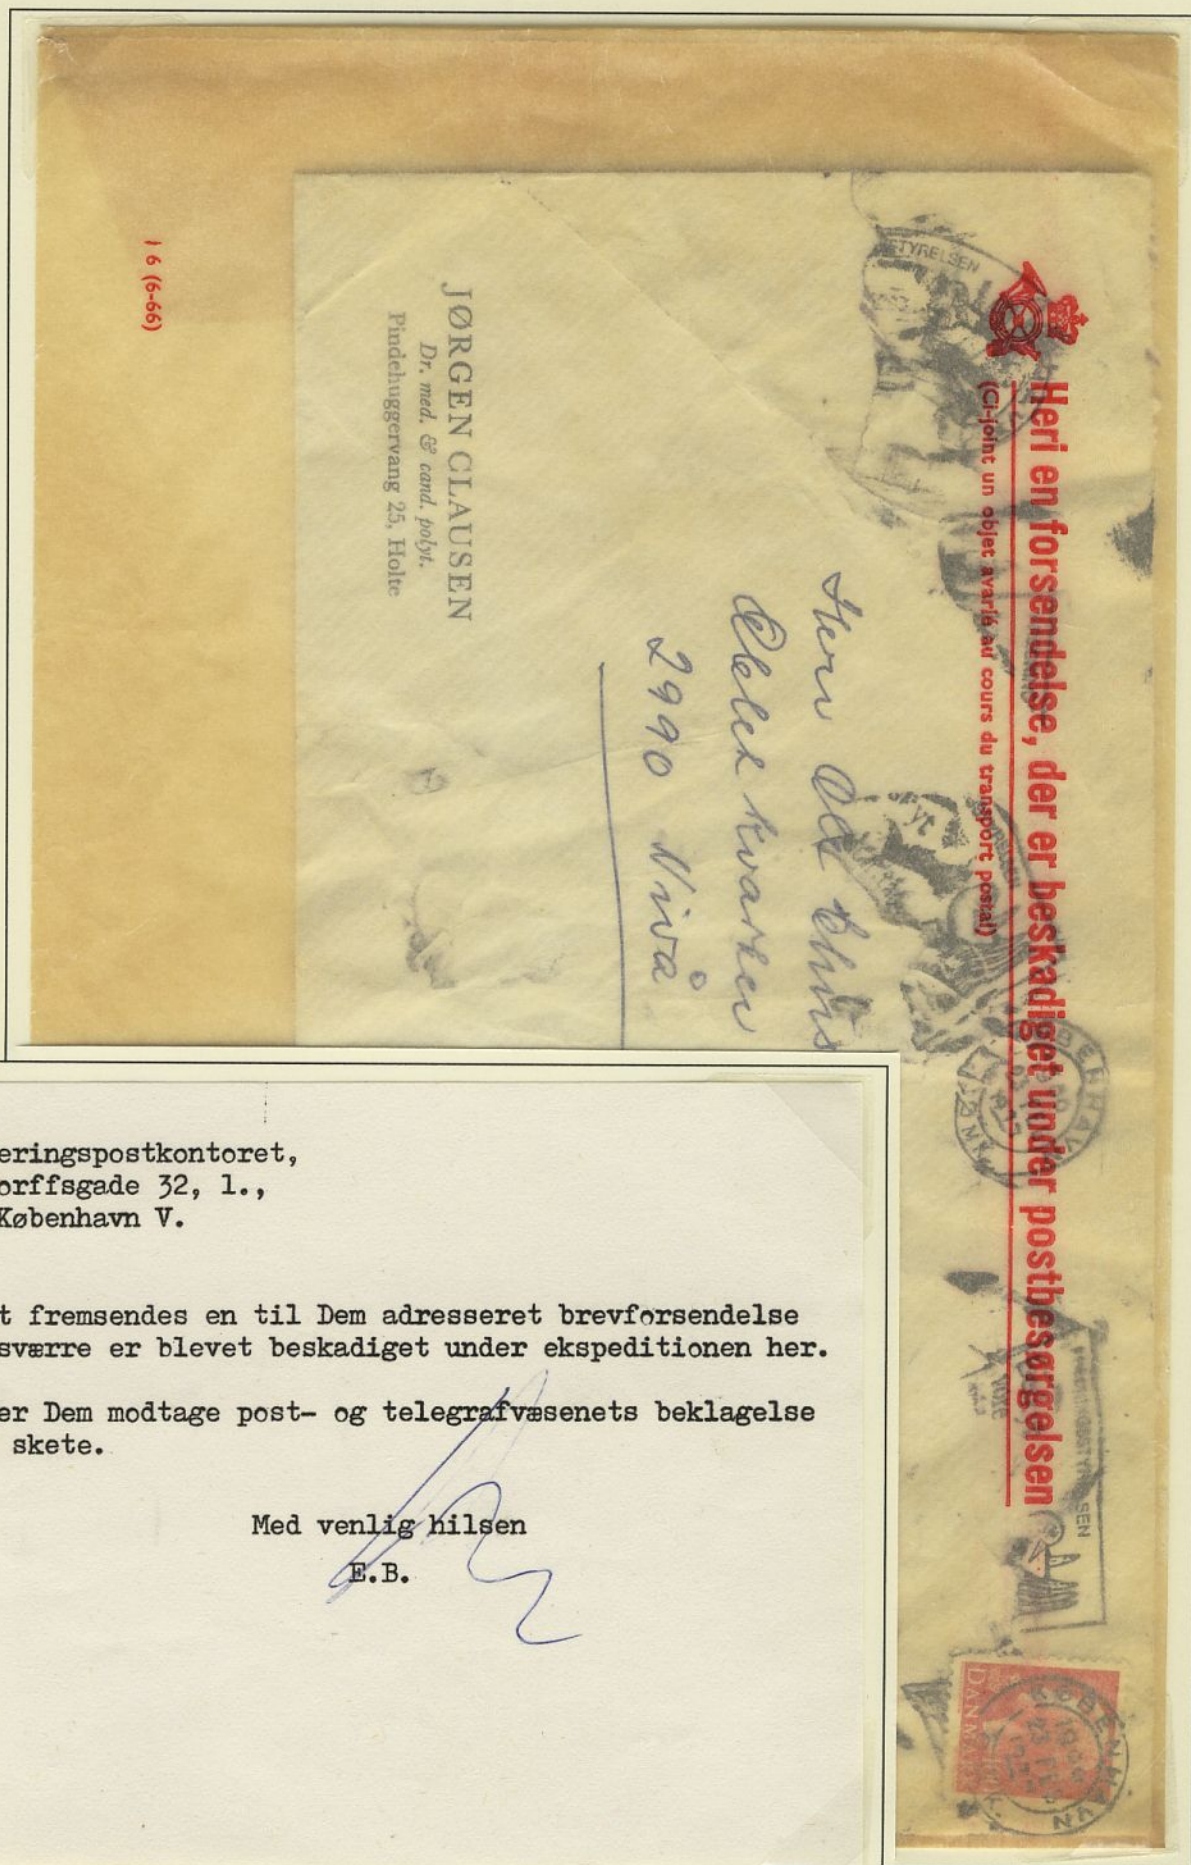 Heri en forsendelse, der er beskadiget under postbesørgelsen
(Ci-joint un objet avarié au cours du transport postal)
I 6 (6-66)
JØRGEN CLAUSEN
Dr. med. & cand. polyt.
Pindehuggervang 25, Holte
Herr
2990 Nivå
STYRELSEN
KØBENHAVN
KØBENHAVN
DANMARK
eringspostkontoret,
orffsgade 32, 1.,
København V.
t fremsendes en til Dem adresseret brevforsendelse
sværre er blevet beskadiget under ekspeditionen her.
er Dem modtage post- og telegrafvæsenets beklagelse
skete.
Med venlig hilsen
E.B.